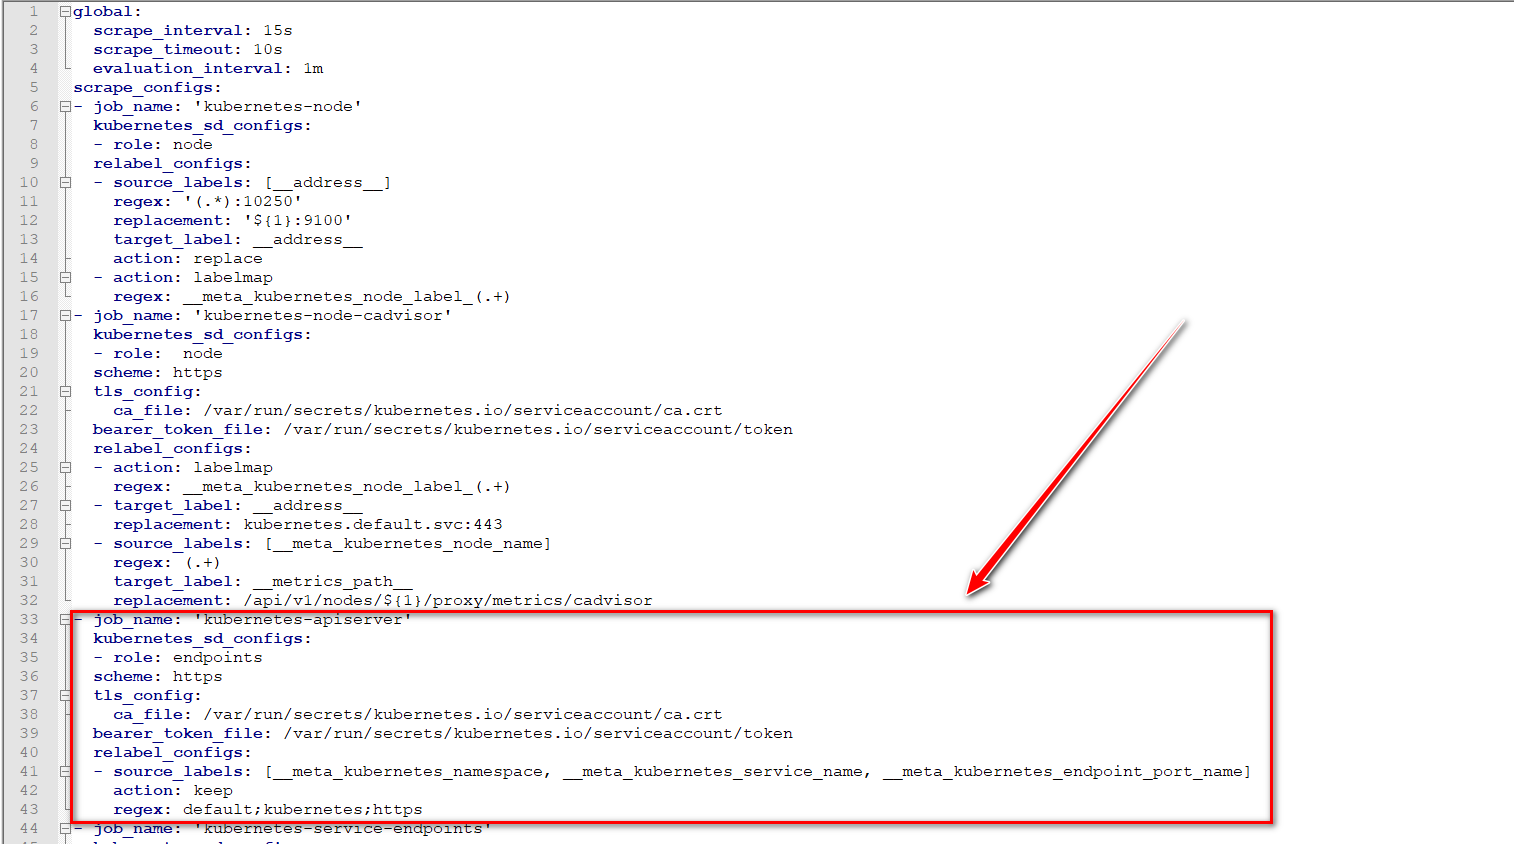 1 global:
2   scrape_interval: 15s
3   scrape_timeout: 10s
4   evaluation_interval: 1m
5 scrape_configs:
6 - job_name: 'kubernetes-node'
7   kubernetes_sd_configs:
8   - role: node
9   relabel_configs:
10   - source_labels: [__address__]
11     regex: '(.*):10250'
12     replacement: '${1}:9100'
13     target_label: __address__
14     action: replace
15   - action: labelmap
16     regex: __meta_kubernetes_node_label_(.+)
17 - job_name: 'kubernetes-node-cadvisor'
18   kubernetes_sd_configs:
19   - role:  node
20   scheme: https
21   tls_config:
22     ca_file: /var/run/secrets/kubernetes.io/serviceaccount/ca.crt
23   bearer_token_file: /var/run/secrets/kubernetes.io/serviceaccount/token
24   relabel_configs:
25   - action: labelmap
26     regex: __meta_kubernetes_node_label_(.+)
27   - target_label: __address__
28     replacement: kubernetes.default.svc:443
29   - source_labels: [__meta_kubernetes_node_name]
30     regex: (.+)
31     target_label: __metrics_path__
32     replacement: /api/v1/nodes/${1}/proxy/metrics/cadvisor
33 - job_name: 'kubernetes-apiserver'
34   kubernetes_sd_configs:
35   - role: endpoints
36   scheme: https
37   tls_config:
38     ca_file: /var/run/secrets/kubernetes.io/serviceaccount/ca.crt
39   bearer_token_file: /var/run/secrets/kubernetes.io/serviceaccount/token
40   relabel_configs:
41   - source_labels: [__meta_kubernetes_namespace, __meta_kubernetes_service_name, __meta_kubernetes_endpoint_port_name]
42     action: keep
43     regex: default;kubernetes;https
44 - job_name: 'kubernetes-service-endpoints'